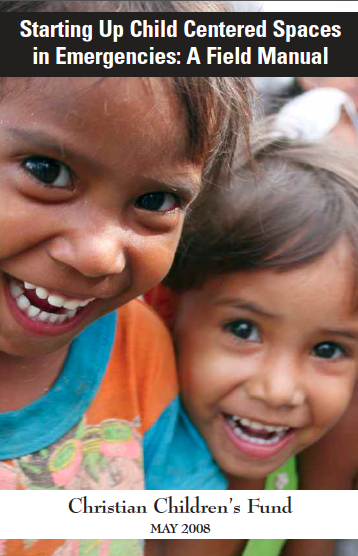 Starting Up Child Centered Spaces
in Emergencies: A Field Manual
Christian Children's Fund
MAY 2008